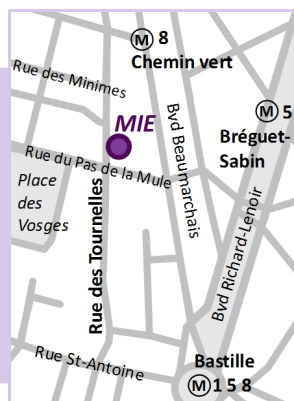 M 8
Chemin vert
Rue des Minimes
M 5
Bvd Beaumarchais
MIE
Bréguet-
Sabin
Rue du Pas de la Mule
Place
des
Vosges
Rue des Tournelles
Bvd Richard-Lenoir
Rue St-Antoine
Bastille
M 1 5 8